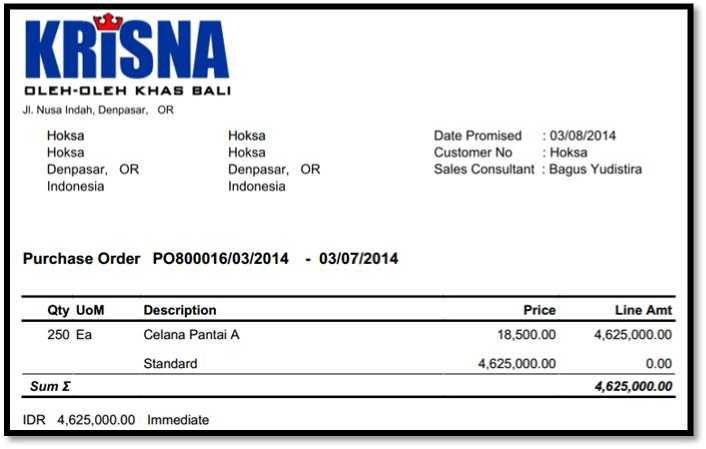 KRISNA
OLEH-OLEH KHAS BALI
Jl. Nusa Indah, Denpasar, OR
Hoksa Hoksa Date Promised : 03/08/2014
Hoksa Hoksa Customer No : Hoksa
Denpasar, OR Denpasar, OR Sales Consultant : Bagus Yudistira
Indonesia Indonesia
Purchase Order PO800016/03/2014 - 03/07/2014
Qty UoM Description Price Line Amt
250 Ea Celana Pantai A 18,500.00 4,625,000.00
Standard 4,625,000.00 0.00
Sum Σ 4,625,000.00
IDR 4,625,000.00 Immediate